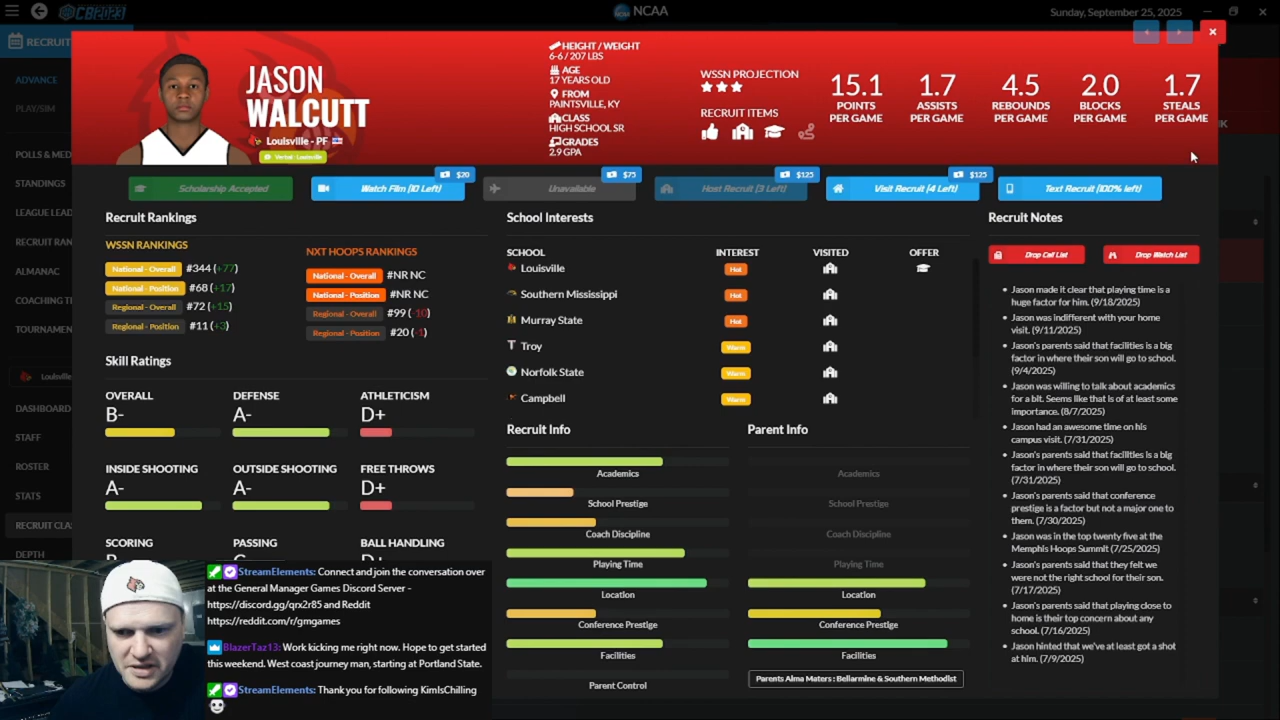 CB2023
NCAA
Sunday, September 25, 2025
RECRUIT
JASON
WALCUTT
Louisville - PF
Verbal: Louisville
HEIGHT / WEIGHT
6-6 / 207 LBS
AGE
17 YEARS OLD
FROM
PAINTSVILLE, KY
CLASS
HIGH SCHOOL SR
GRADES
2.9 GPA
WSSN PROJECTION
RECRUIT ITEMS
15.1
POINTS
PER GAME
1.7
ASSISTS
PER GAME
4.5
REBOUNDS
PER GAME
2.0
BLOCKS
PER GAME
1.7
STEALS
PER GAME
ADVANCE
PLAY/SIM
POLLS & MED
STANDINGS
LEAGUE LEAD
RECRUIT RAN
ALMANAC
COACHING T
TOURNAMEN
Louisvill
DASHBOARD
STAFF
ROSTER
STATS
RECRUIT CLA
DEPTH
Scholarship Accepted
Watch Film (10 Left)
$20
Unavailable
$75
Host Recruit (3 Left)
$125
Visit Recruit (4 Left)
$125
Text Recruit (100% left)
Recruit Rankings
WSSN RANKINGS
National - Overall #344 (+77)
National - Position #68 (+17)
Regional - Overall #72 (+15)
Regional - Position #11 (+3)
NXT HOOPS RANKINGS
National - Overall #NR NC
National - Position #NR NC
Regional - Overall #99 (-10)
Regional - Position #20 (-1)
Skill Ratings
OVERALL DEFENSE ATHLETICISM
B- A- D+
INSIDE SHOOTING OUTSIDE SHOOTING FREE THROWS
A- A- D+
SCORING PASSING BALL HANDLING
School Interests
SCHOOL INTEREST VISITED OFFER
Louisville Hot
Southern Mississippi Hot
Murray State Hot
Troy Warm
Norfolk State Warm
Campbell Warm
Recruit Info
Academics
School Prestige
Coach Discipline
Playing Time
Location
Conference Prestige
Facilities
Parent Control
Parent Info
Academics
School Prestige
Coach Discipline
Playing Time
Location
Conference Prestige
Facilities
Parents Alma Maters : Bellarmine & Southern Methodist
Recruit Notes
Drop Call List
Drop Watch List
Jason made it clear that playing time is a
huge factor for him. (9/18/2025)
Jason was indifferent with your home
visit. (9/11/2025)
Jason's parents said that facilities is a big
factor in where their son will go to school.
(9/4/2025)
Jason was willing to talk about academics
for a bit. Seems like that is of at least some
importance. (8/7/2025)
Jason had an awesome time on his
campus visit. (7/31/2025)
Jason's parents said that facilities is a big
factor in where their son will go to school.
(7/31/2025)
Jason's parents said that conference
prestige is a factor but not a major one to
them. (7/30/2025)
Jason was in the top twenty five at the
Memphis Hoops Summit (7/25/2025)
Jason's parents said that they felt we
were not the right school for their son.
(7/17/2025)
Jason's parents said that playing close to
home is their top concern about any
school. (7/16/2025)
Jason hinted that we've at least got a shot
at him. (7/9/2025)
StreamElements: Connect and join the conversation over
at the General Manager Games Discord Server -
https://discord.gg/qrx2r85 and Reddit
https://reddit.com/r/gmgames
BlazerTaz13: Work kicking me right now. Hope to get started
this weekend. West coast journey man, starting at Portland State.
StreamElements: Thank you for following KimIsChilling